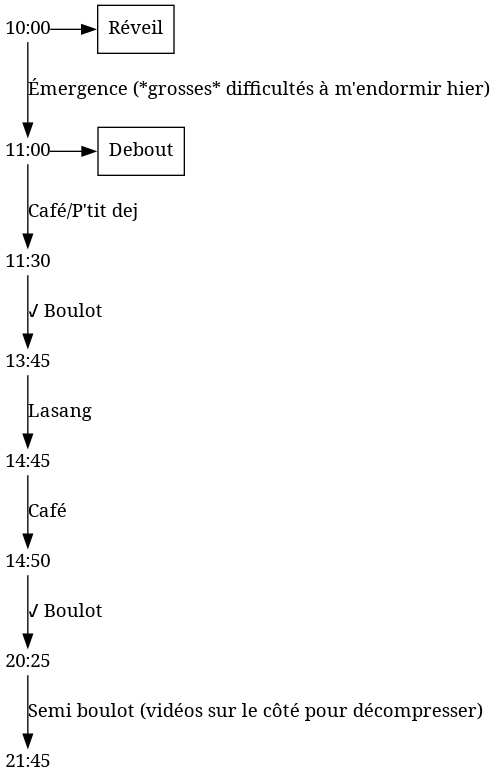 10:00 Réveil
Émergence (*grosses* difficultés à m'endormir hier)
11:00 Debout
Café/P'tit dej
11:30
✓ Boulot
13:45
Lasang
14:45
Café
14:50
✓ Boulot
20:25
Semi boulot (vidéos sur le côté pour décompresser)
21:45